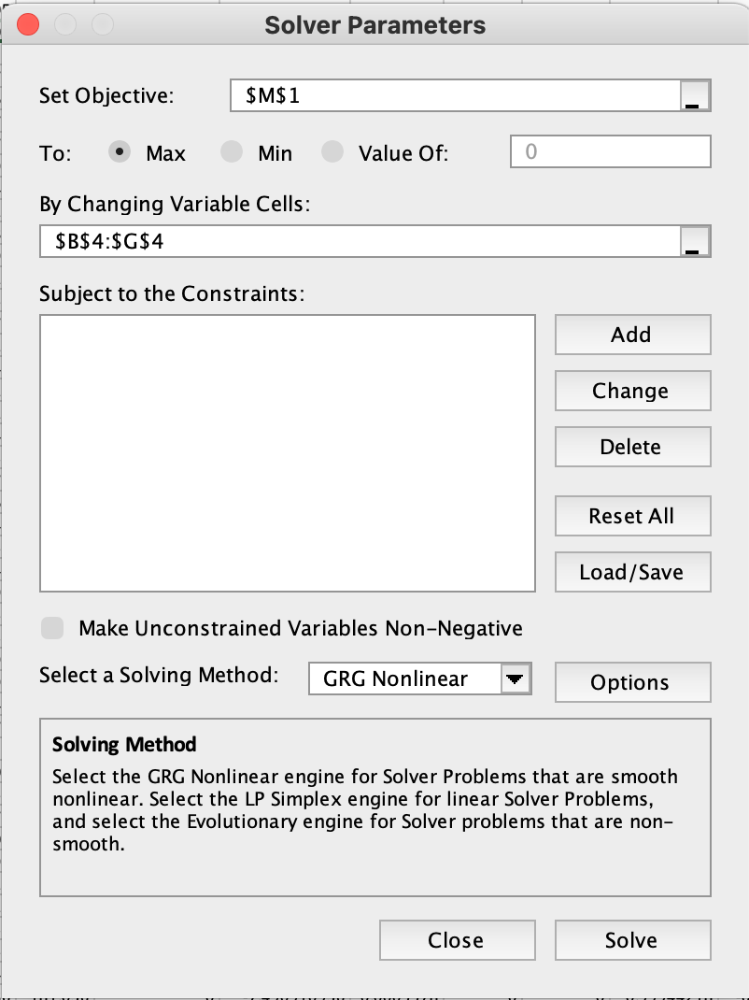 Solver Parameters
Set Objective: $M$1
To: Max Min Value Of: 0
By Changing Variable Cells:
$B$4:$G$4
Subject to the Constraints:
Add
Change
Delete
Reset All
Load/Save
Make Unconstrained Variables Non-Negative
Select a Solving Method: GRG Nonlinear Options
Solving Method
Select the GRG Nonlinear engine for Solver Problems that are smooth
nonlinear. Select the LP Simplex engine for linear Solver Problems,
and select the Evolutionary engine for Solver problems that are non-
smooth.
Close Solve